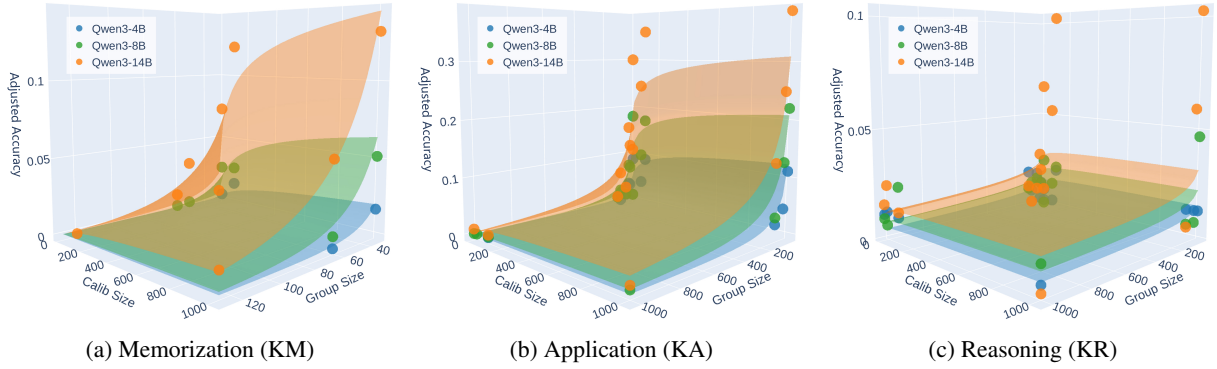 Qwen3-4B
Qwen3-8B
Qwen3-14B
Adjusted Accuracy
0.1
0.05
0
0
200
400
600
800
1000
Calib Size
120
100
80
60
40
Group Size
(a) Memorization (KM)
Qwen3-4B
Qwen3-8B
Qwen3-14B
Adjusted Accuracy
0.3
0.2
0.1
0
0
200
400
600
800
1000
Calib Size
1000
800
600
400
200
Group Size
(b) Application (KA)
Qwen3-4B
Qwen3-8B
Qwen3-14B
Adjusted Accuracy
0.1
0.05
0
0
200
400
600
800
1000
Calib Size
1000
800
600
400
200
Group Size
(c) Reasoning (KR)